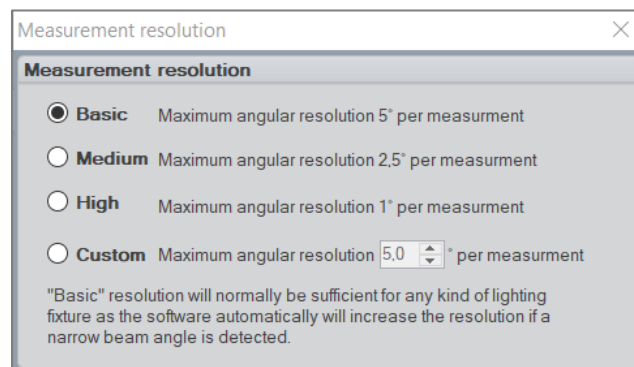 Measurement resolution
Measurement resolution
Basic Maximum angular resolution 5° per measurment
Medium Maximum angular resolution 2,5° per measurment
High Maximum angular resolution 1° per measurment
Custom Maximum angular resolution 5,0 ° per measurment
"Basic" resolution will normally be sufficient for any kind of lighting
fixture as the software automatically will increase the resolution if a
narrow beam angle is detected.